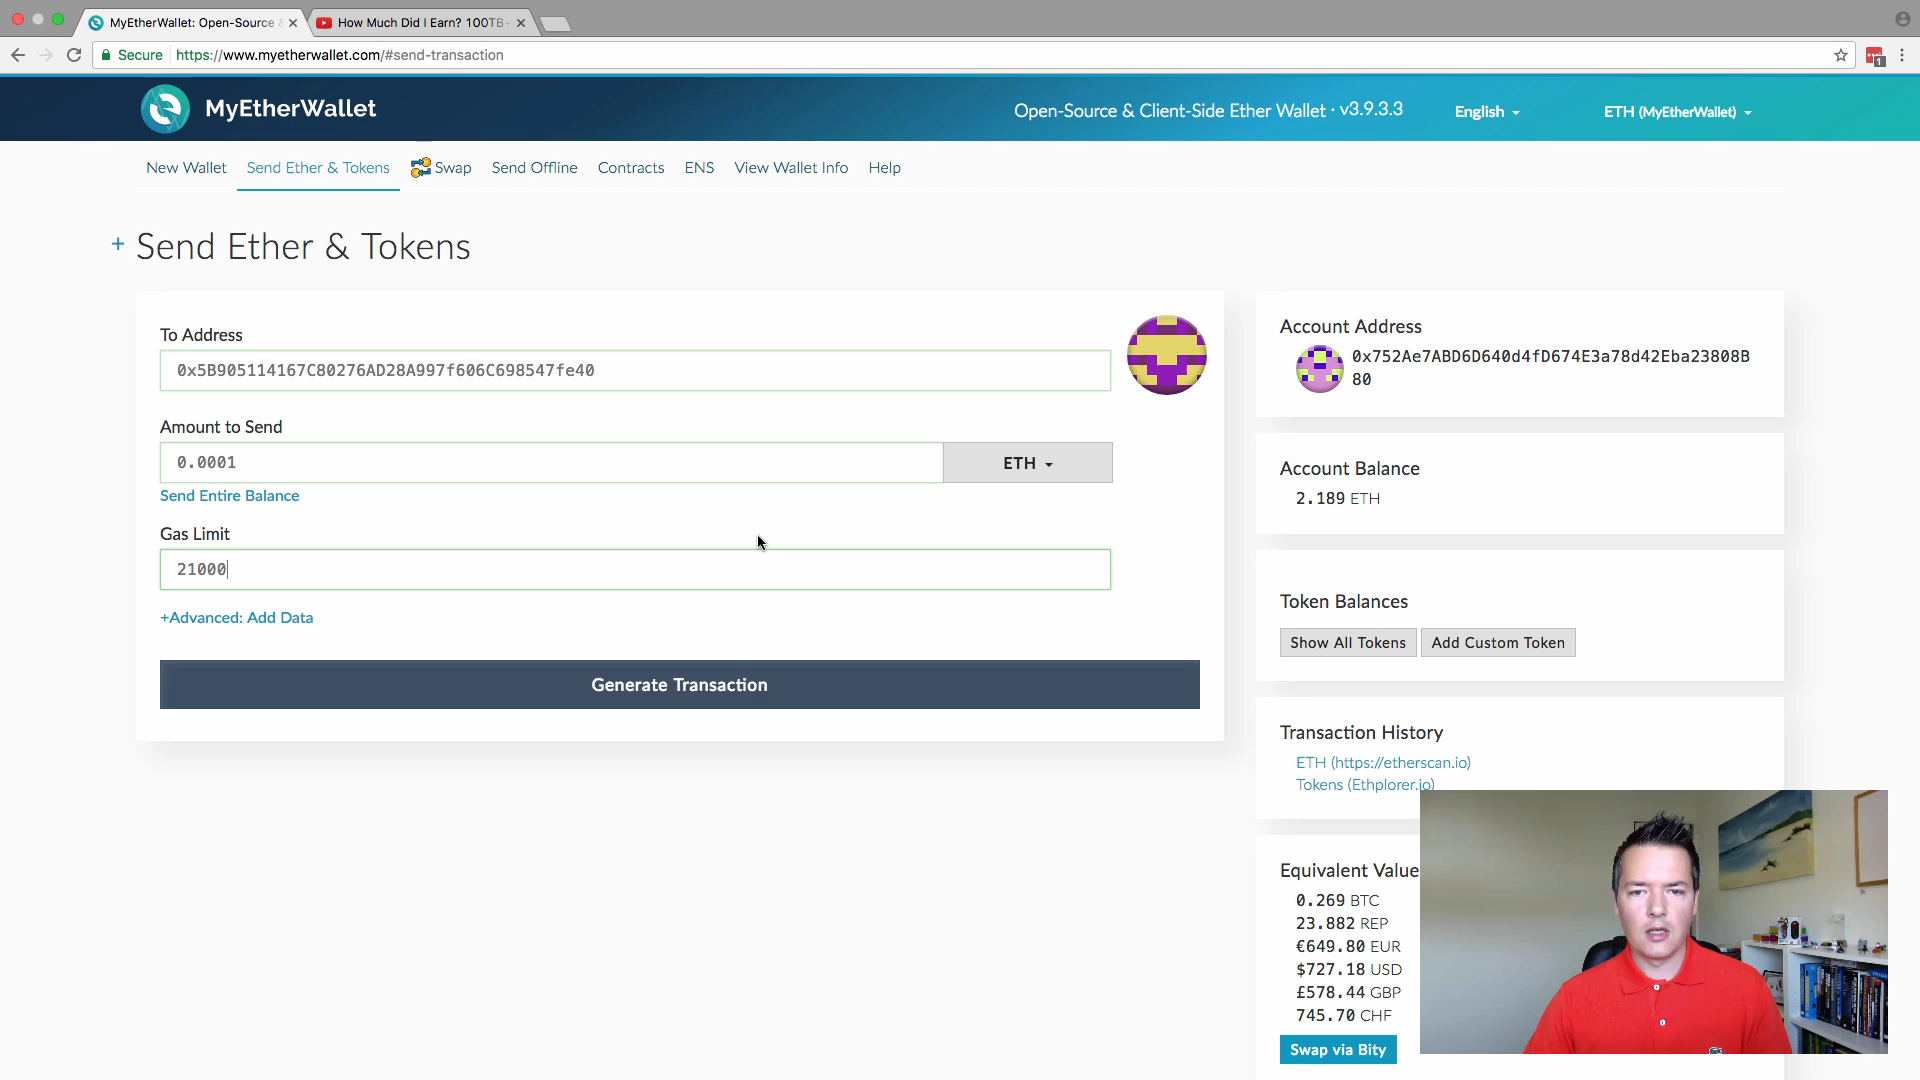 MyEtherWallet: Open-Source &
How Much Did I Earn? 100TB
Secure
https://www.myetherwallet.com/#send-transaction
1
MyEtherWallet
Open-Source & Client-Side Ether Wallet · v3.9.3.3
English
ETH (MyEtherWallet)
New Wallet
Send Ether & Tokens
Swap
Send Offline
Contracts
ENS
View Wallet Info
Help
+ Send Ether & Tokens
To Address
0x5B905114167C80276AD28A997f606C698547fe40
Amount to Send
0.0001
ETH
Send Entire Balance
Gas Limit
21000
+Advanced: Add Data
Generate Transaction
Account Address
0x752Ae7ABD6D640d4fD674E3a78d42Eba23808B
80
Account Balance
2.189 ETH
Token Balances
Show All Tokens
Add Custom Token
Transaction History
ETH (https://etherscan.io)
Tokens (Ethplorer.io)
Equivalent Value
0.269 BTC
23.882 REP
€649.80 EUR
$727.18 USD
£578.44 GBP
745.70 CHF
Swap via Bity